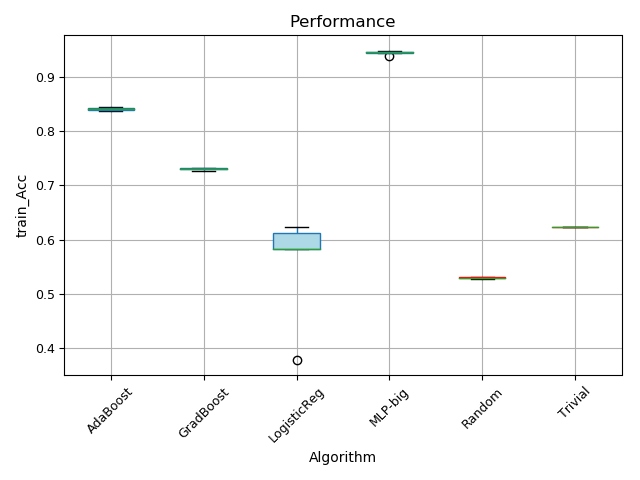 Performance
train_Acc
0.9
0.8
0.7
0.6
0.5
0.4
AdaBoost
GradBoost
LogisticReg
MLP-big
Random
Trivial
Algorithm